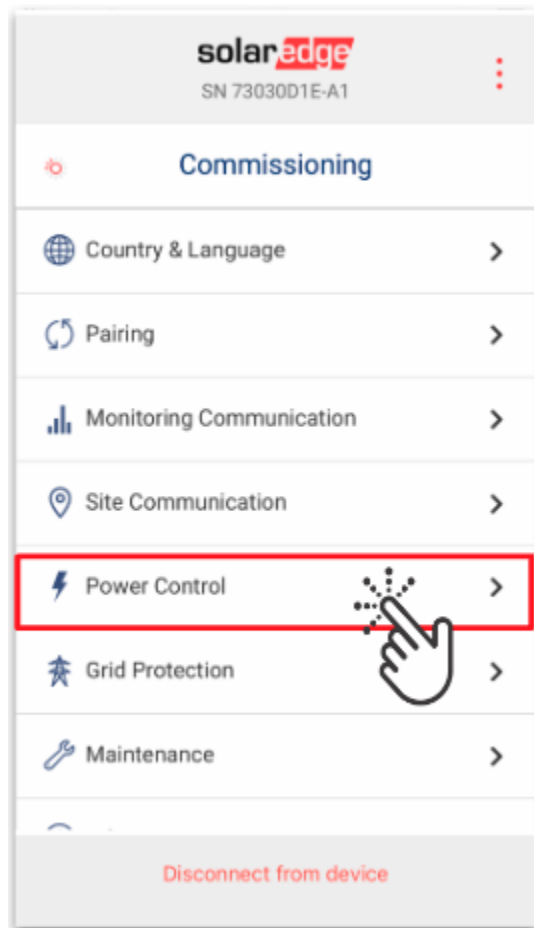 solaredge
SN 73030D1E-A1
Commissioning
Country & Language
Pairing
Monitoring Communication
Site Communication
Power Control
Grid Protection
Maintenance
Disconnect from device